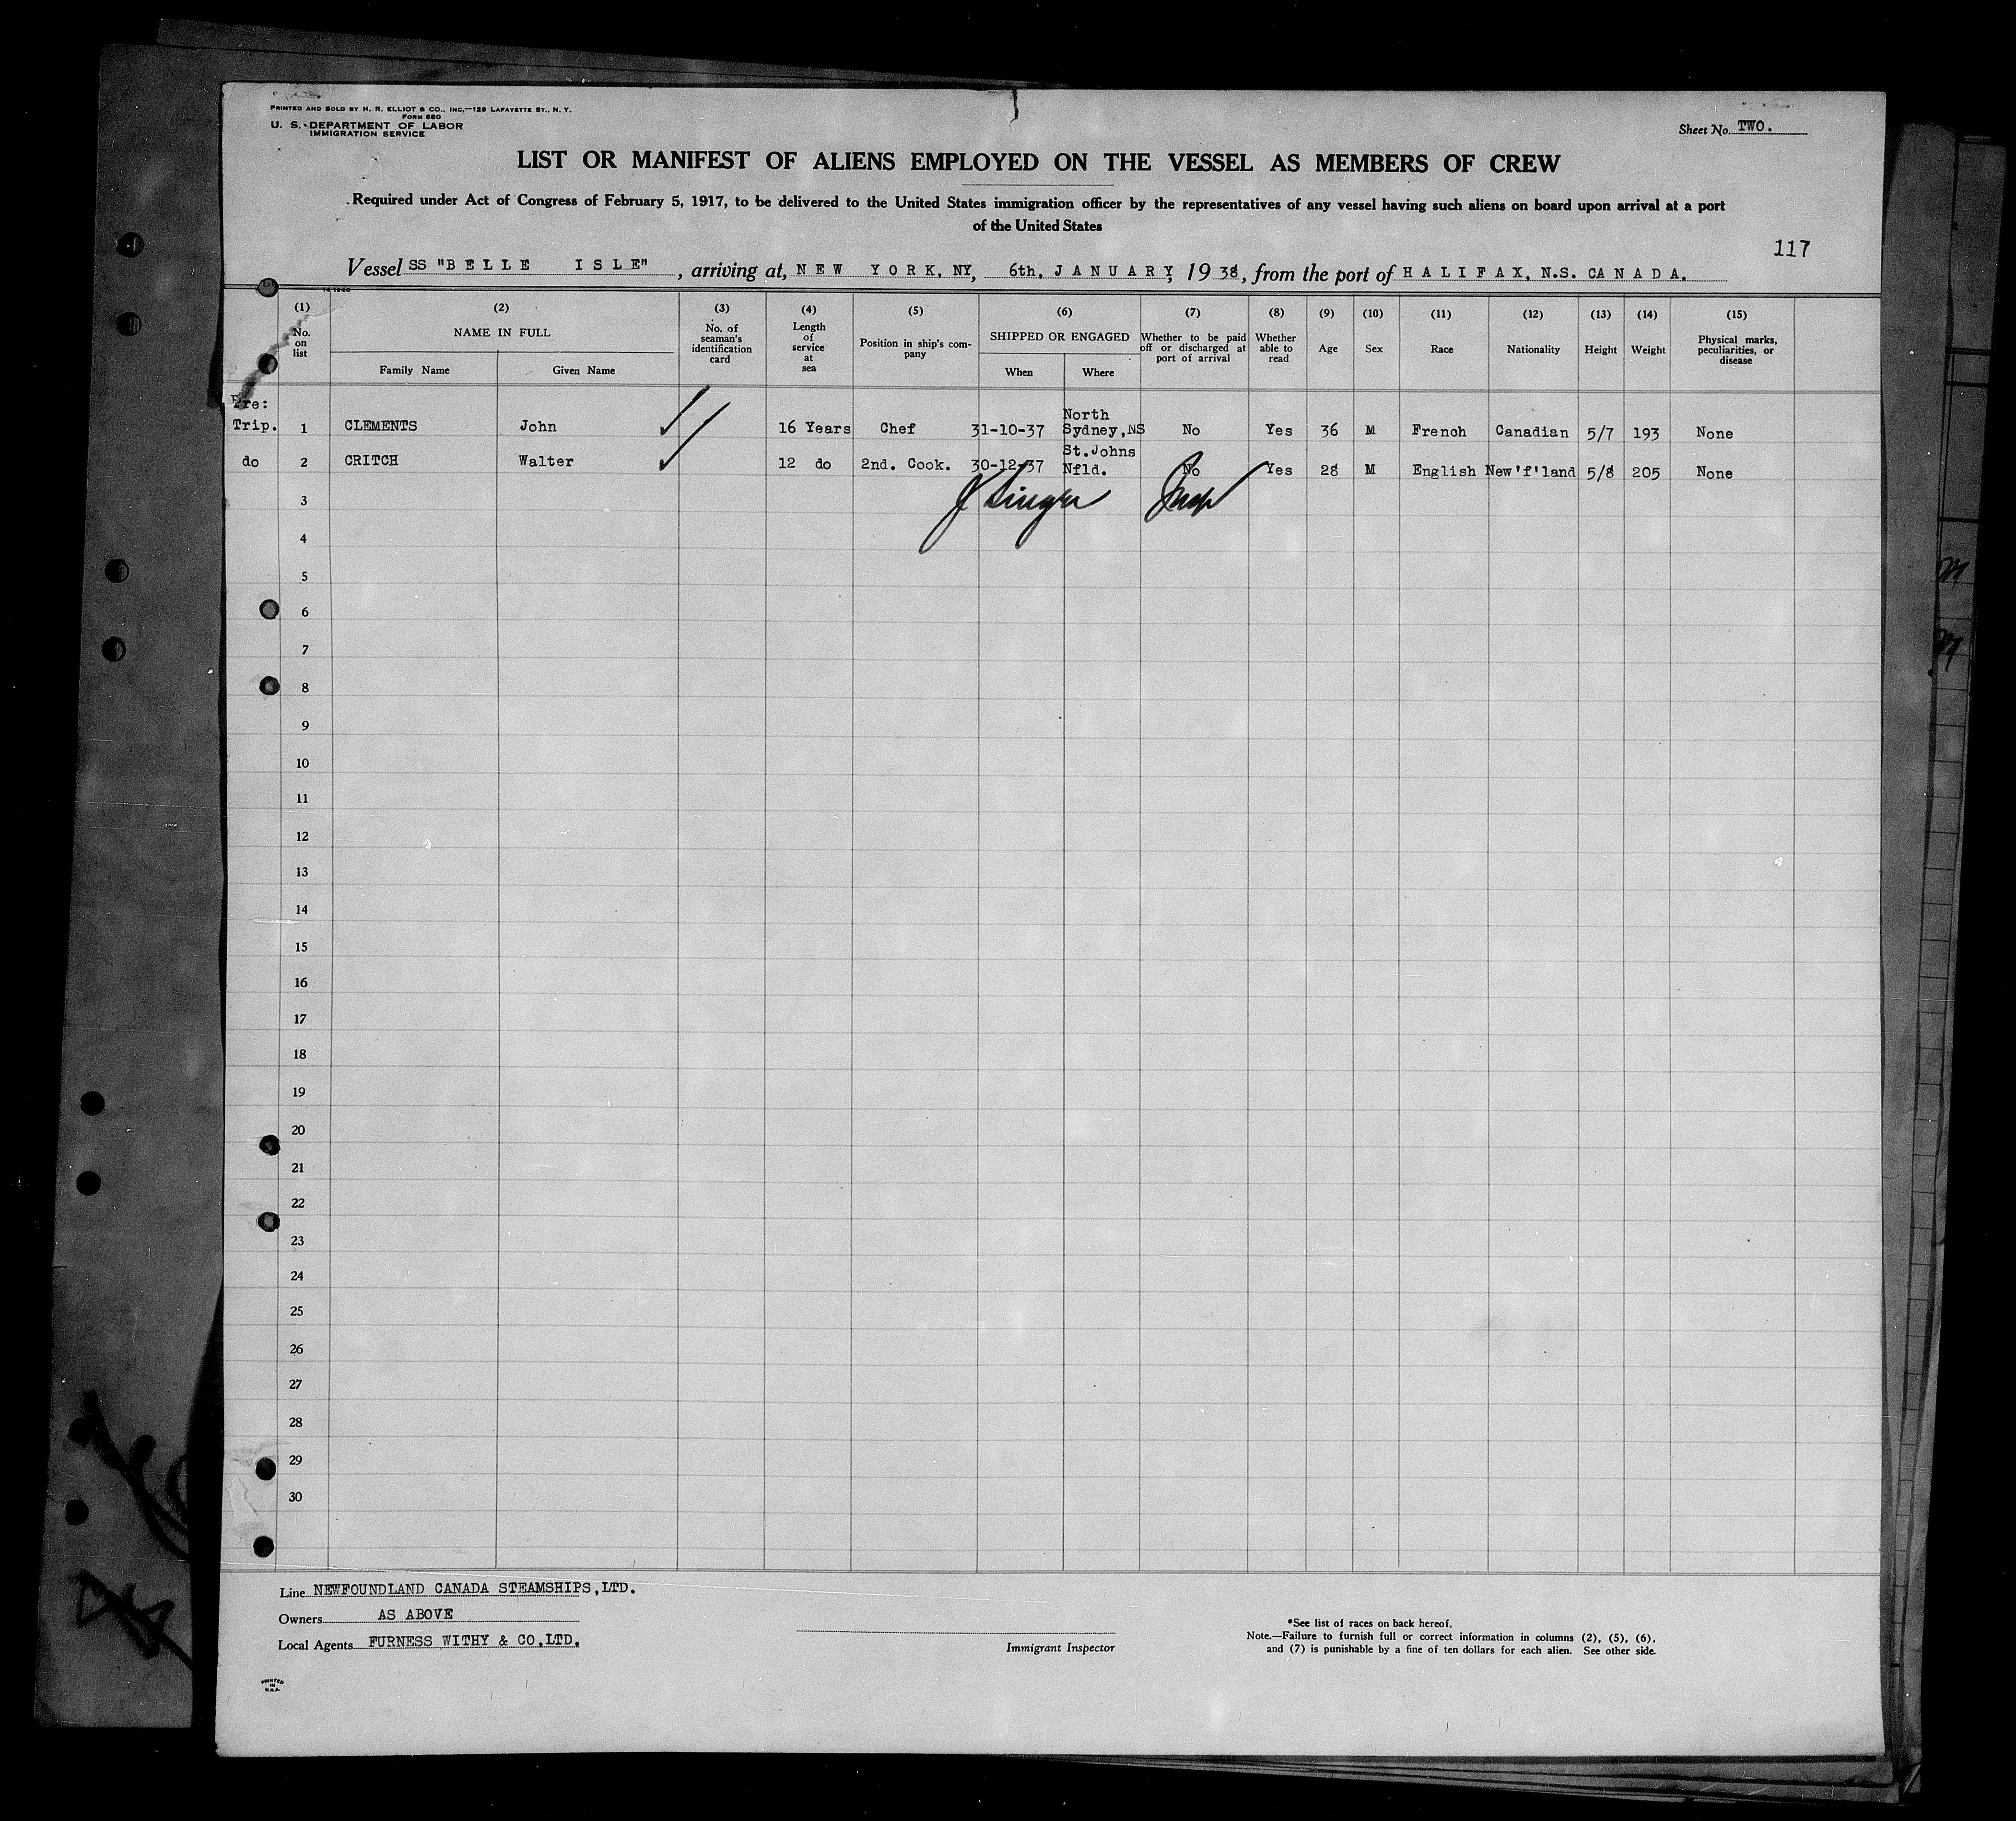 PRINTED AND SOLD BY H. R. ELLIOT & CO., INC.—129 LAFAYETTE ST., N. Y.
FORM 680
U. S. DEPARTMENT OF LABOR
IMMIGRATION SERVICE
Sheet No. TWO.
LIST OR MANIFEST OF ALIENS EMPLOYED ON THE VESSEL AS MEMBERS OF CREW
Required under Act of Congress of February 5, 1917, to be delivered to the United States immigration officer by the representatives of any vessel having such aliens on board upon arrival at a port
of the United States
117
Vessel SS "BELLE ISLE", arriving at, NEW YORK, NY, 6th, JANUARY, 1938, from the port of HALIFAX, N.S. CANADA.
(1) No. on list
(2) NAME IN FULL
Family Name Given Name
(3) No. of seaman's identification card
(4) Length of service at sea
(5) Position in ship's company
(6) SHIPPED OR ENGAGED
When Where
(7) Whether to be paid off or discharged at port of arrival
(8) Whether able to read
(9) Age
(10) Sex
(11) Race
(12) Nationality
(13) Height
(14) Weight
(15) Physical marks, peculiarities, or disease
Pre: Trip. 1 CLEMENTS John 16 Years Chef 31-10-37 North Sydney, NS No Yes 36 M French Canadian 5/7 193 None
do 2 CRITCH Walter 12 do 2nd. Cook. 30-12-37 St.Johns Nfld. No Yes 28 M English New'f'land 5/8 205 None
3 J Singer Insp
4
5
6
7
8
9
10
11
12
13
14
15
16
17
18
19
20
21
22
23
24
25
26
27
28
29
30
Line NEWFOUNDLAND CANADA STEAMSHIPS, LTD.
Owners AS ABOVE
Local Agents FURNESS WITHY & CO, LTD.
Immigrant Inspector
*See list of races on back hereof.
Note.—Failure to furnish full or correct information in columns (2), (5), (6), and (7) is punishable by a fine of ten dollars for each alien. See other side.
PRINTED
IN
U.S.A.